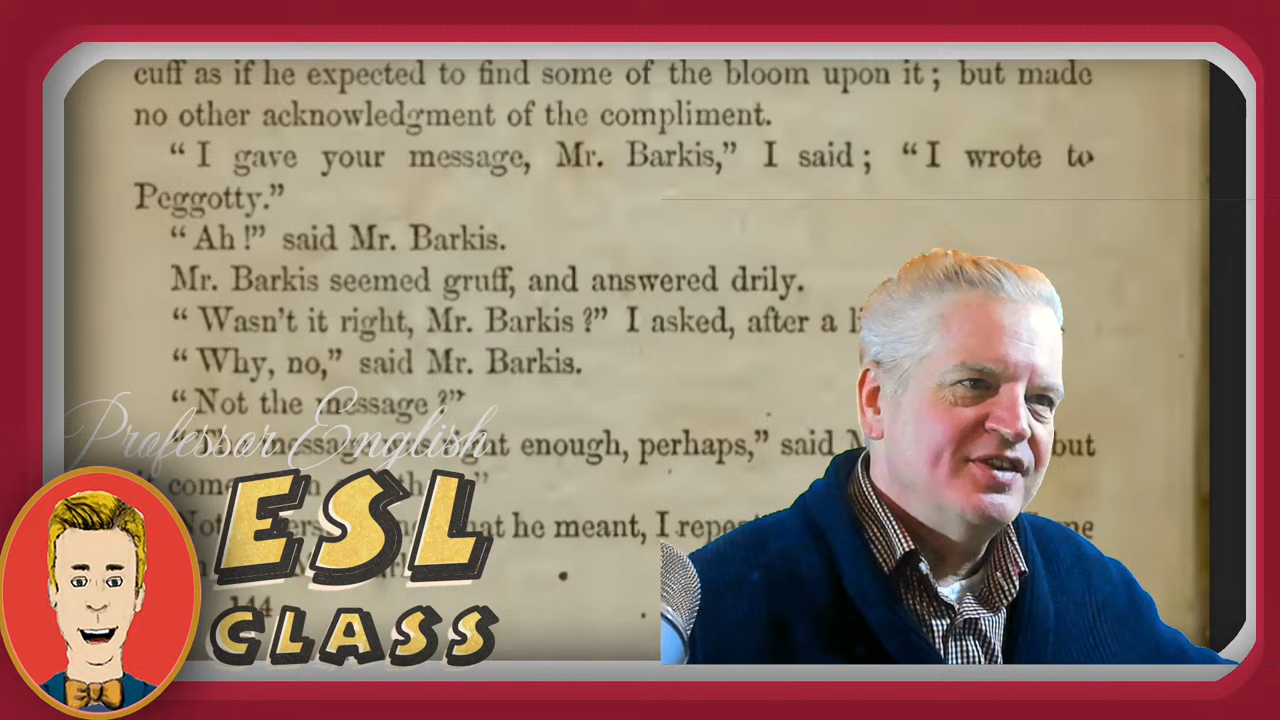 cuff as if he expected to find some of the bloom upon it; but made
no other acknowledgment of the compliment.
“I gave your message, Mr. Barkis,” I said; “I wrote to
Peggotty.”
“Ah!” said Mr. Barkis.
Mr. Barkis seemed gruff, and answered drily.
“Wasn’t it right, Mr. Barkis?” I asked, after a
“Why, no,” said Mr. Barkis.
“Not the message?”
enough, perhaps,” said
Professor English
he meant, I
ESL
144
CLASS